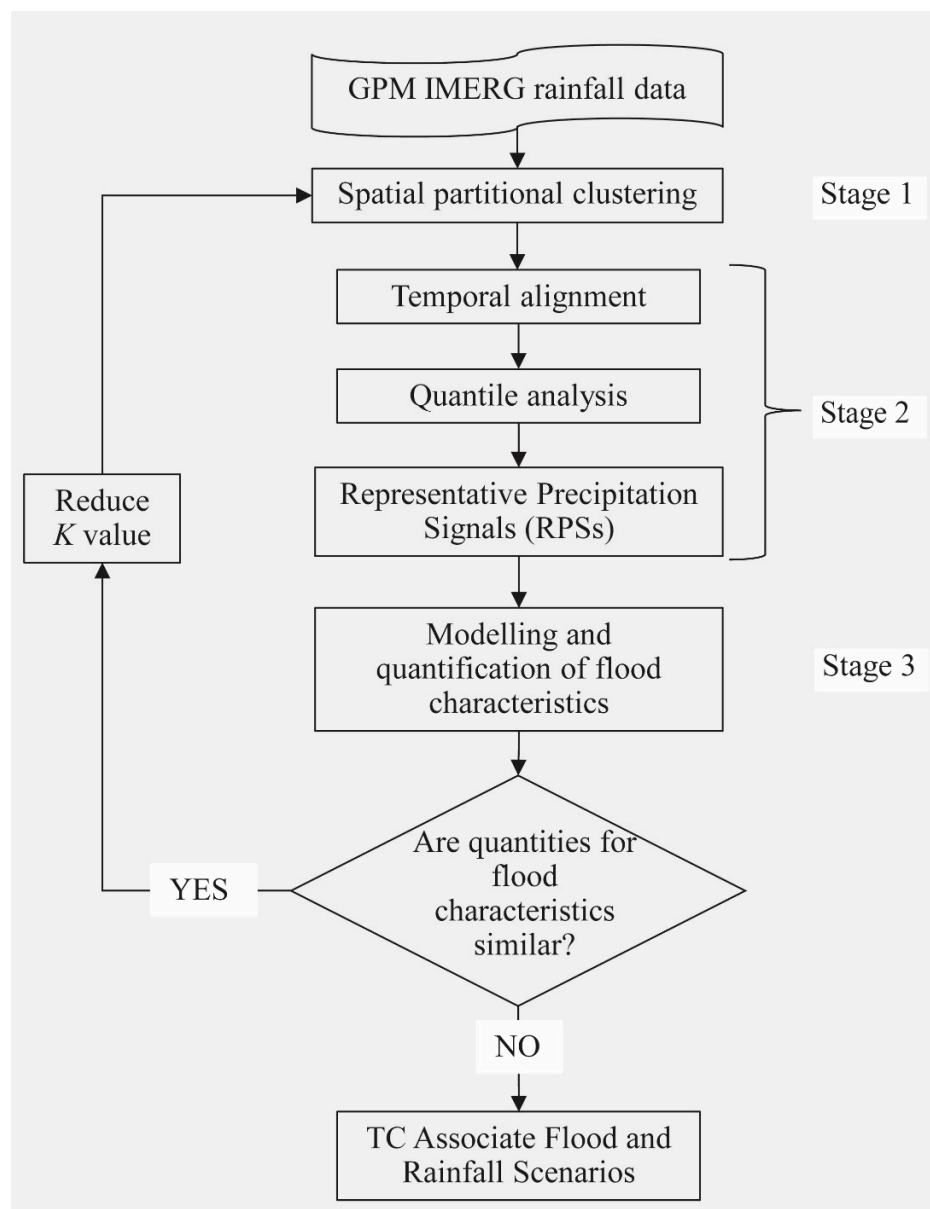 GPM IMERG rainfall data
Spatial partitional clustering
Stage 1
Temporal alignment
Quantile analysis
Stage 2
Representative Precipitation
Signals (RPSs)
Reduce
K value
Modelling and
quantification of flood
characteristics
Stage 3
Are quantities for
flood
characteristics
similar?
YES
NO
TC Associate Flood and
Rainfall Scenarios